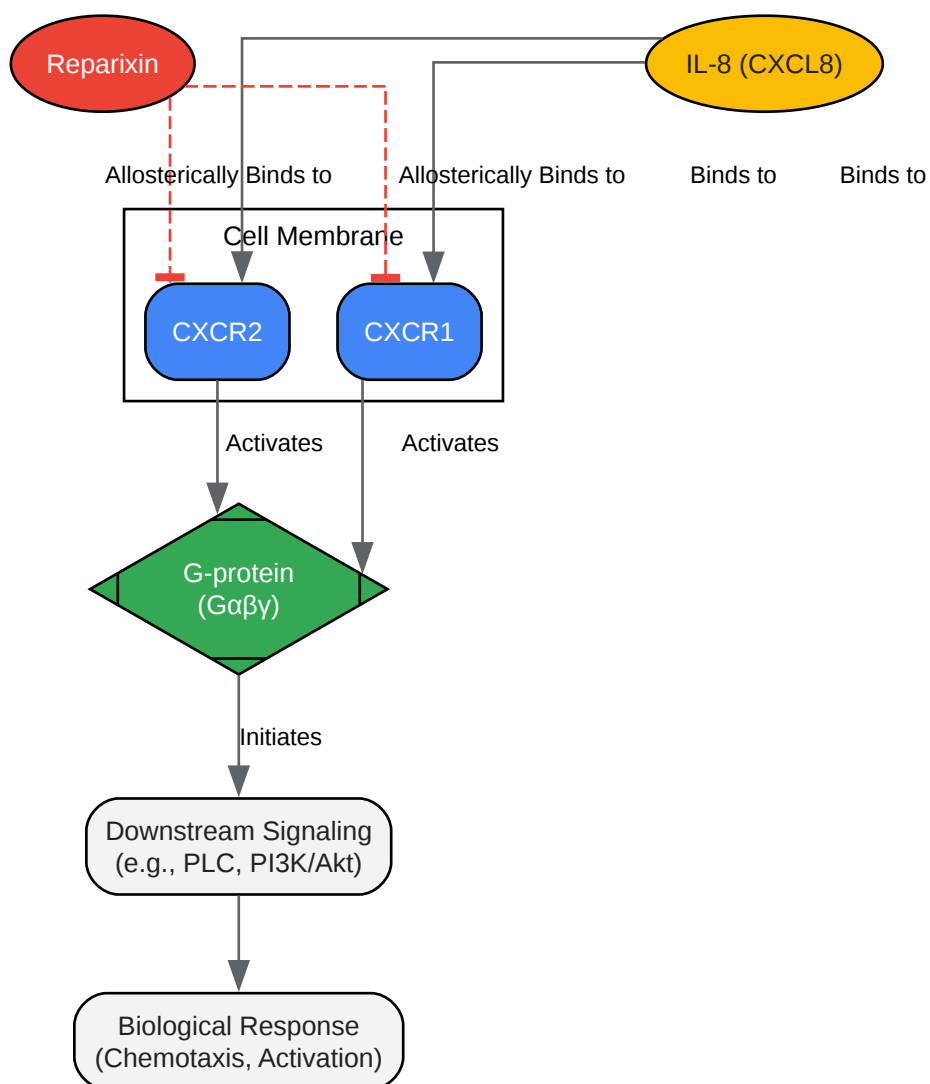 Reparixin
IL-8 (CXCL8)
Allosterically Binds to
Allosterically Binds to
Binds to
Binds to
Cell Membrane
CXCR2
CXCR1
Activates
Activates
G-protein
(Gαβγ)
Initiates
Downstream Signaling
(e.g., PLC, PI3K/Akt)
Biological Response
(Chemotaxis, Activation)